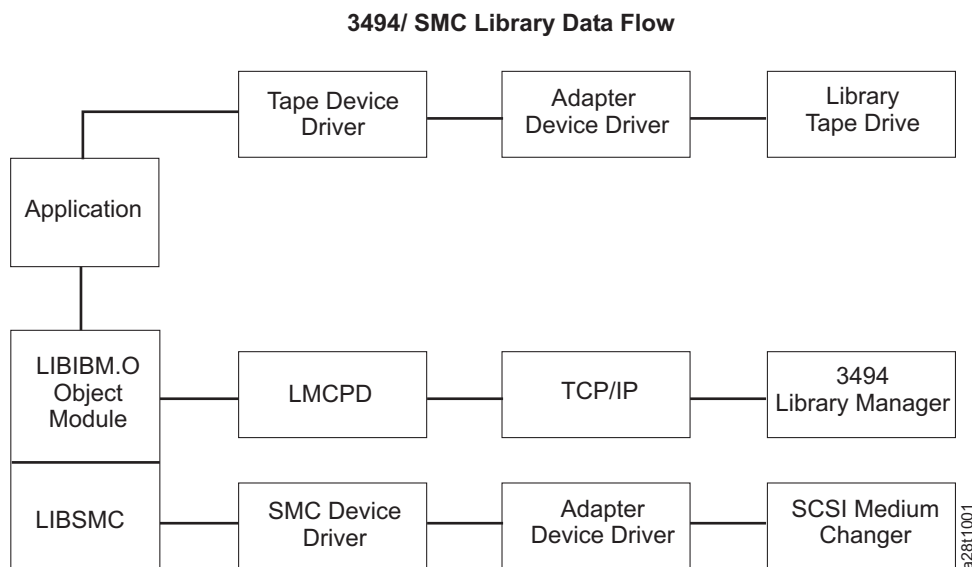 3494/ SMC Library Data Flow
Tape Device
Driver
Adapter
Device Driver
Library
Tape Drive
Application
LIBIBM.O
Object
Module
LMCPD
TCP/IP
3494
Library Manager
LIBSMC
SMC Device
Driver
Adapter
Device Driver
SCSI Medium
Changer
a28t1001